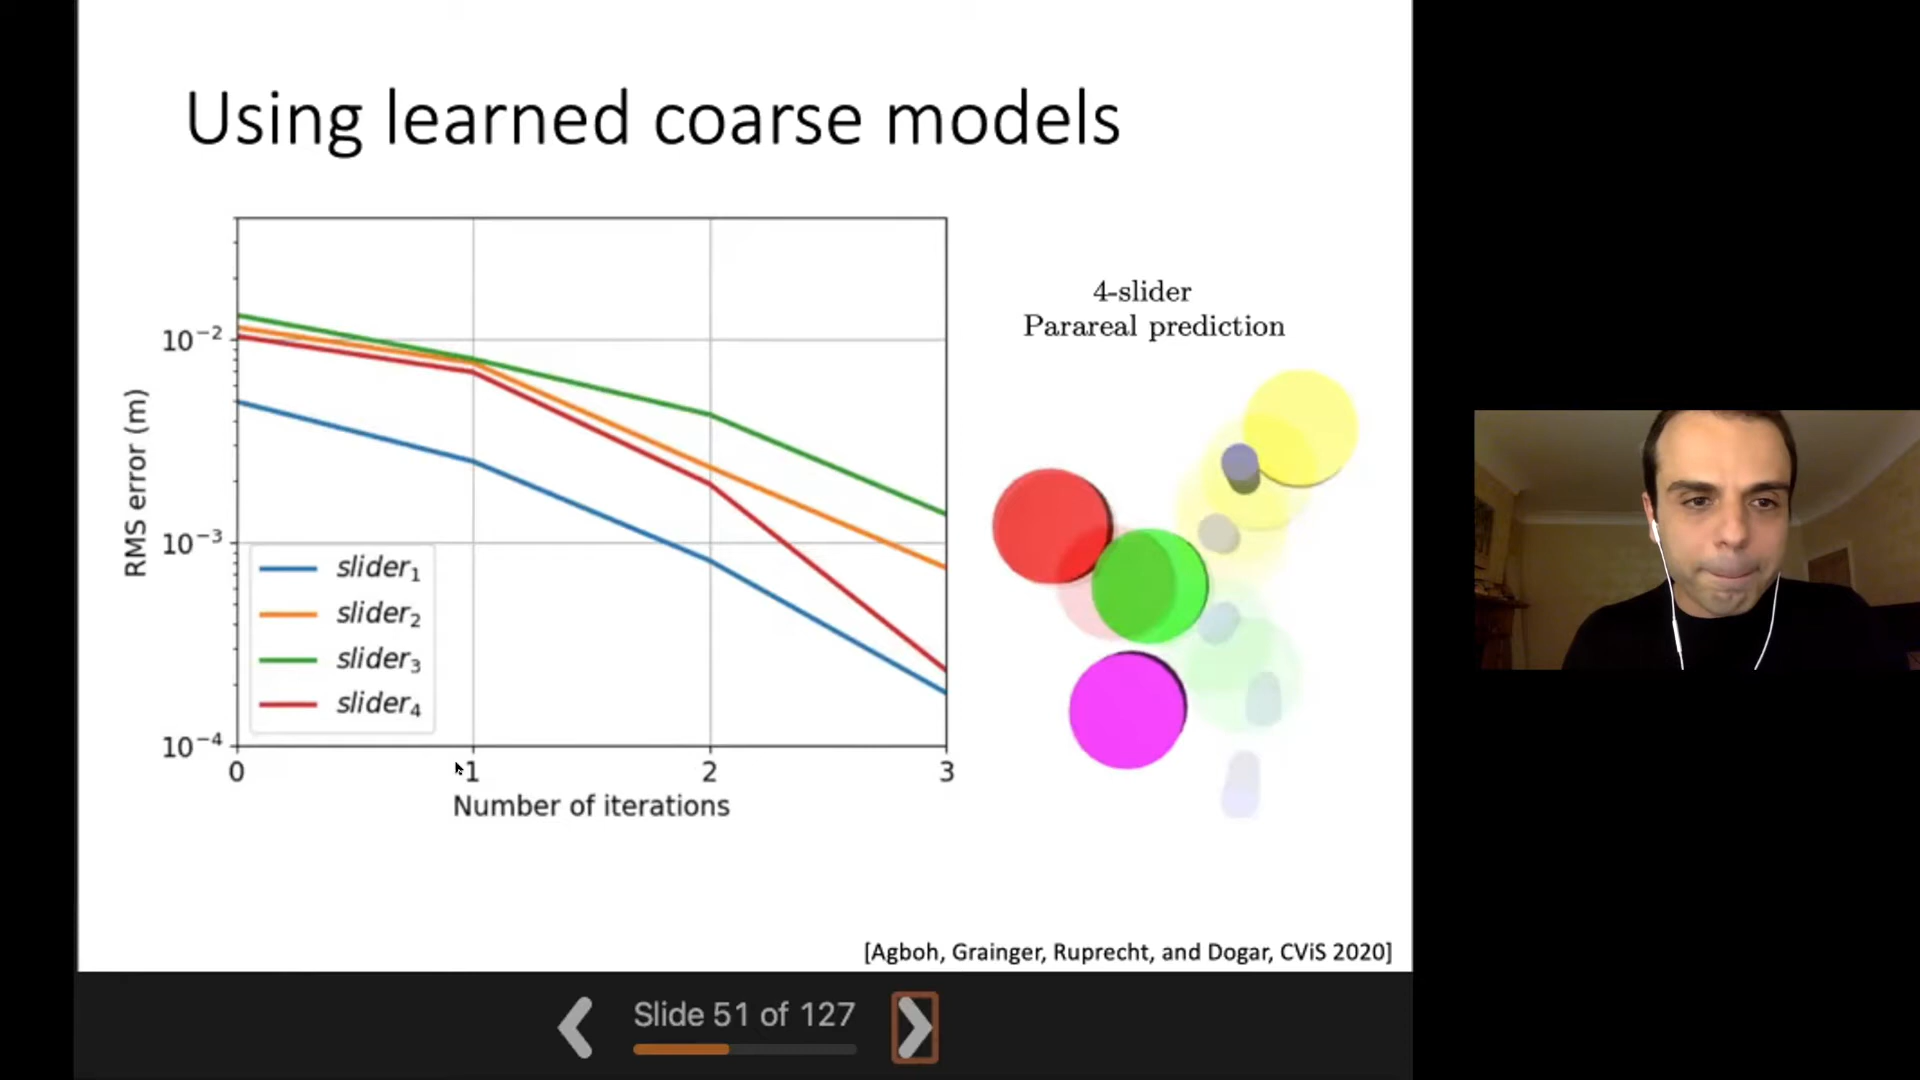 Using learned coarse models
10⁻²
10⁻³
10⁻⁴
RMS error (m)
slider₁
slider₂
slider₃
slider₄
0 1 2 3
Number of iterations
4-slider
Parareal prediction
[Agboh, Grainger, Ruprecht, and Dogar, CViS 2020]
Slide 51 of 127